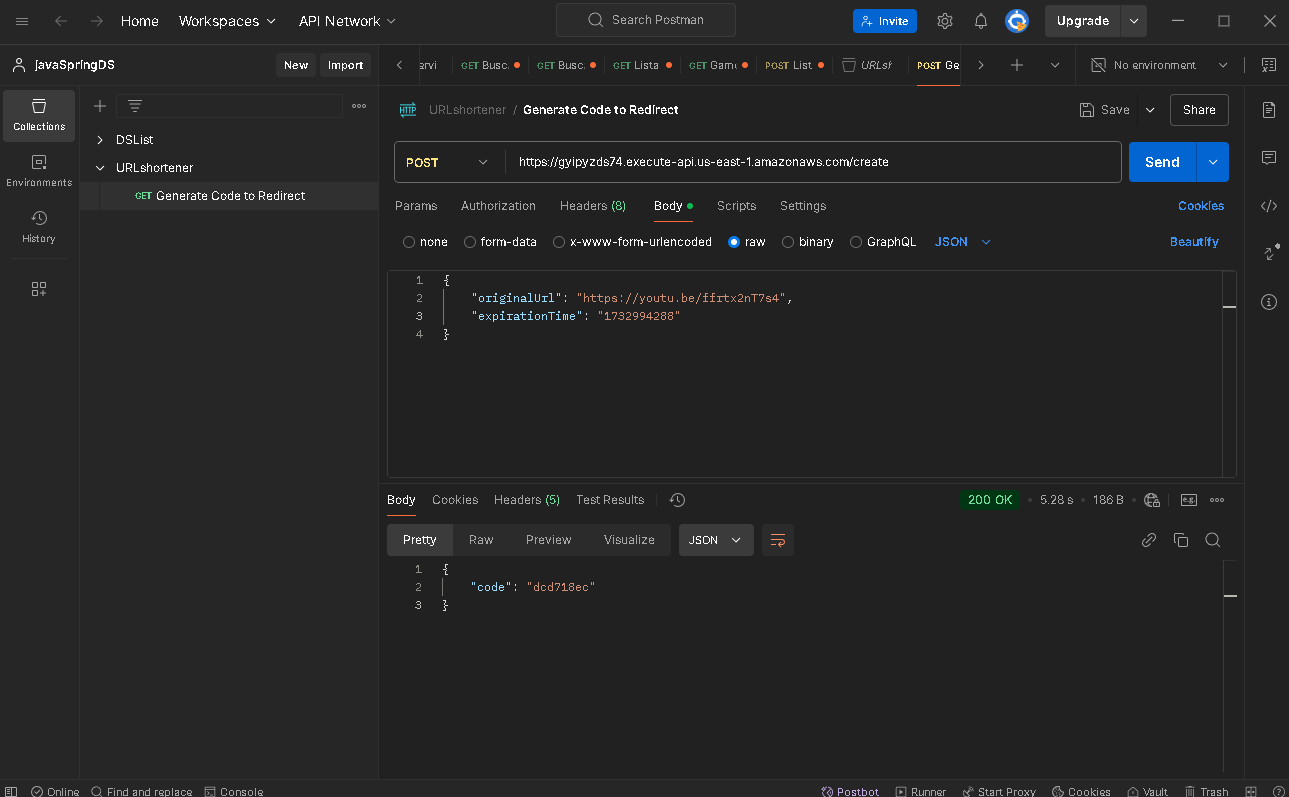 Home Workspaces API Network Search Postman Invite Upgrade
javaSpringDS New Import ervi GET Busc. GET Busc. GET Lista GET Game POST List URLsh POST Ge No environment
URLshortener / Generate Code to Redirect Save Share
Collections
DSList
URLshortener
GET Generate Code to Redirect
Environments
History
POST https://gyipyzds74.execute-api.us-east-1.amazonaws.com/create Send
Params Authorization Headers (8) Body Scripts Settings Cookies
none form-data x-www-form-urlencoded raw binary GraphQL JSON Beautify
1 {
2 "originalUrl": "https://youtu.be/ffrtx2nT7s4",
3 "expirationTime": "1732994288"
4 }
Body Cookies Headers (5) Test Results 200 OK 5.28 s 186 B e.g.
Pretty Raw Preview Visualize JSON
1 {
2 "code": "dcd718ec"
3 }
Online Find and replace Console Postbot Runner Start Proxy Cookies Vault Trash